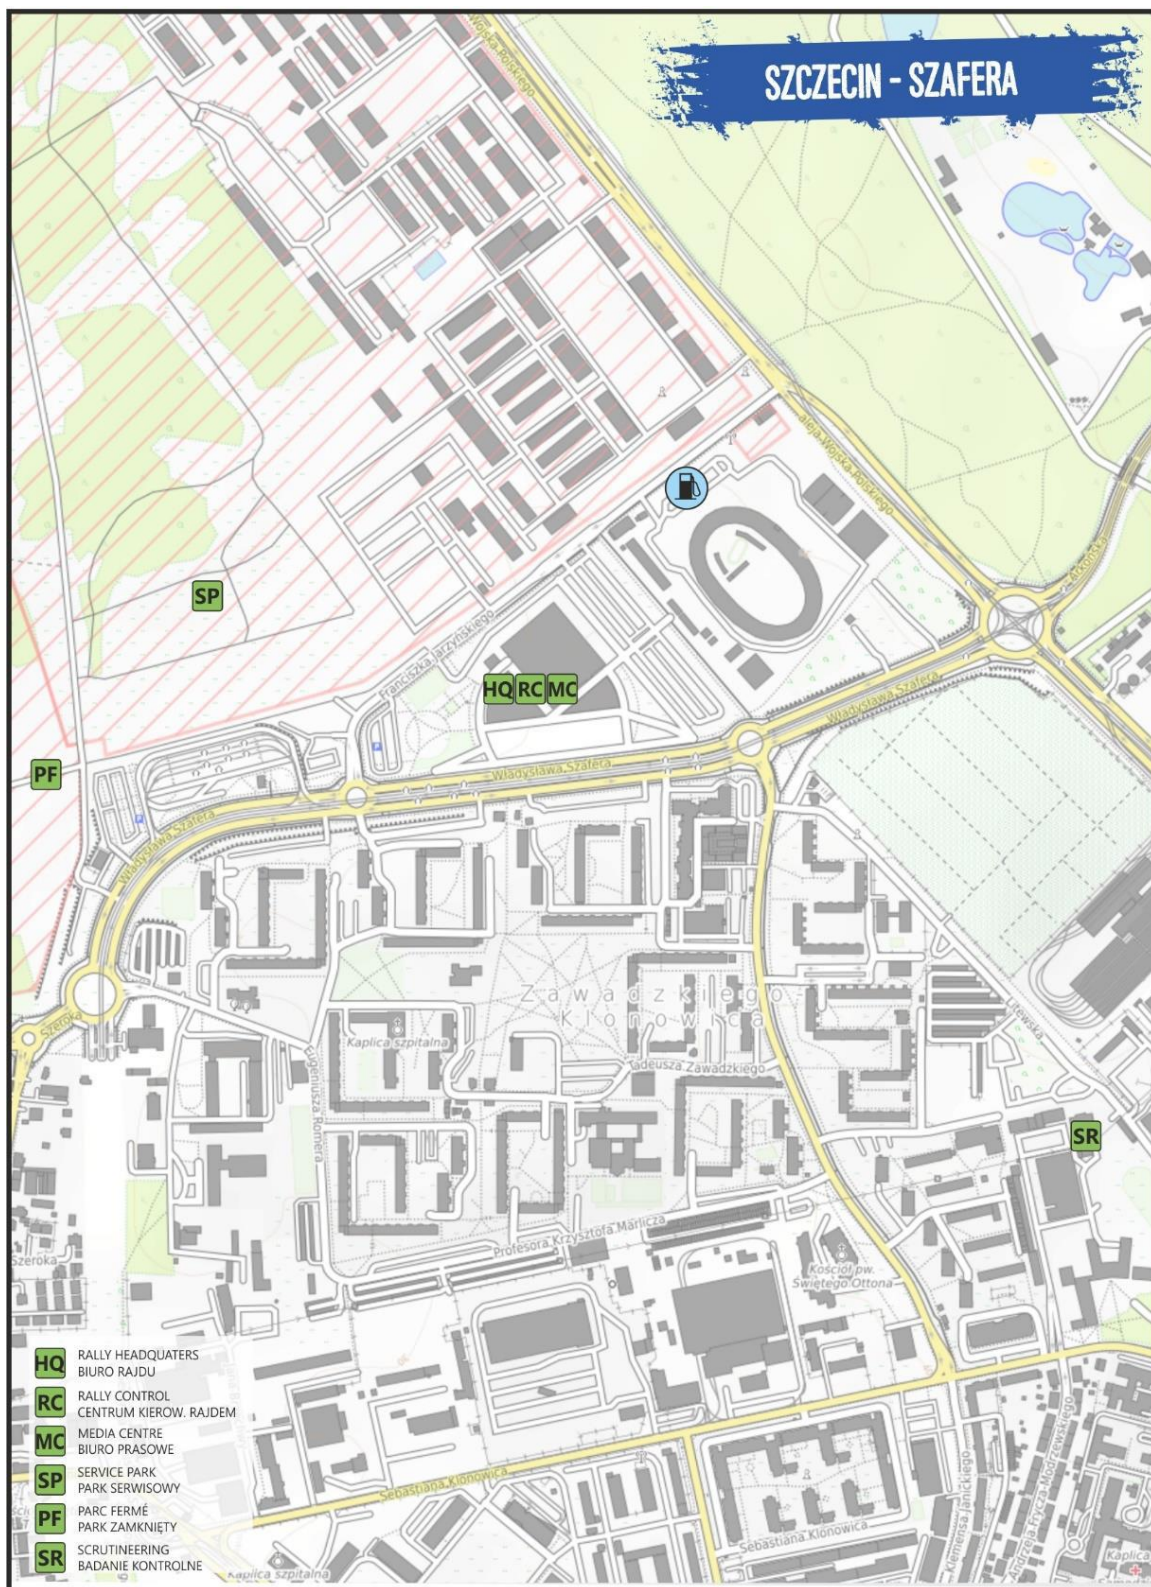 Wojska Polskiego
SZCZECIN - SZAFERA
aleja Wojska Polskiego
Arkońska
SP
Franciszka Jarzyńskiego
HQ RC MC
Władysława Szafera
Władysława Szafera
PF
Władysława Szafera
Zawadzkiego
Klonowica
Litewska
Szeroka
Kaplica szpitalna
Tadeusza Zawadzkiego
Eugeniusza Romera
SR
Profesora Krzysztofa Marlicza
Szeroka
Kościół pw.
Świętego Ottona
HQ RALLY HEADQUATERS
BIURO RAJDU
RC RALLY CONTROL
CENTRUM KIEROW. RAJDEM
MC MEDIA CENTRE
BIURO PRASOWE
SP SERVICE PARK
PARK SERWISOWY
PF PARC FERMÉ
PARK ZAMKNIĘTY
SR SCRUTINEERING
BADANIE KONTROLNE
Sebastiana Klonowica
Sebastiana Klonowica
Klemensa Janickiego
Andrzeja Frycza-Modrzewskiego
Kaplica szpitalna
Kaplica